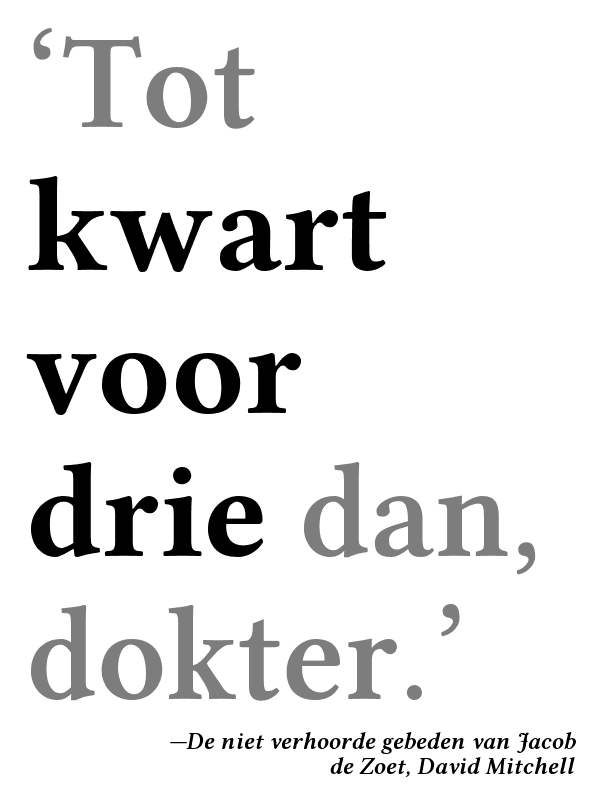 ‘Tot
kwart
voor
drie dan,
dokter.’
—De niet verhoorde gebeden van Jacob
de Zoet, David Mitchell